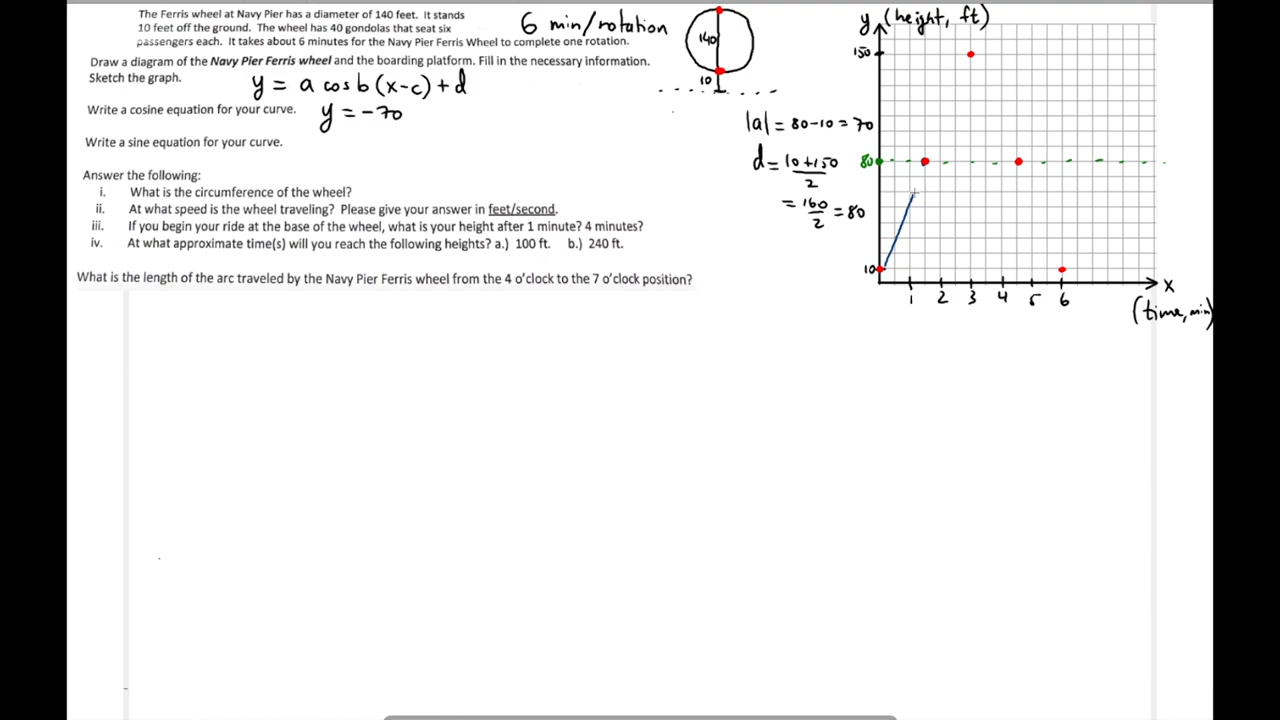 The Ferris wheel at Navy Pier has a diameter of 140 feet. It stands
10 feet off the ground. The wheel has 40 gondolas that seat six
passengers each. It takes about 6 minutes for the Navy Pier Ferris Wheel to complete one rotation.
6 min/rotation
Draw a diagram of the Navy Pier Ferris wheel and the boarding platform. Fill in the necessary information.
Sketch the graph.
y = a cos b (x-c) + d
Write a cosine equation for your curve.
y = -70
Write a sine equation for your curve.
Answer the following:
i. What is the circumference of the wheel?
ii. At what speed is the wheel traveling? Please give your answer in feet/second.
iii. If you begin your ride at the base of the wheel, what is your height after 1 minute? 4 minutes?
iv. At what approximate time(s) will you reach the following heights? a.) 100 ft. b.) 240 ft.
What is the length of the arc traveled by the Navy Pier Ferris wheel from the 4 o'clock to the 7 o'clock position?
140
10
|a| = 80-10 = 70
d = 10+150
2
= 160
2
= 80
y (height, ft)
150
80
10
1 2 3 4 5 6
x
(time, min)